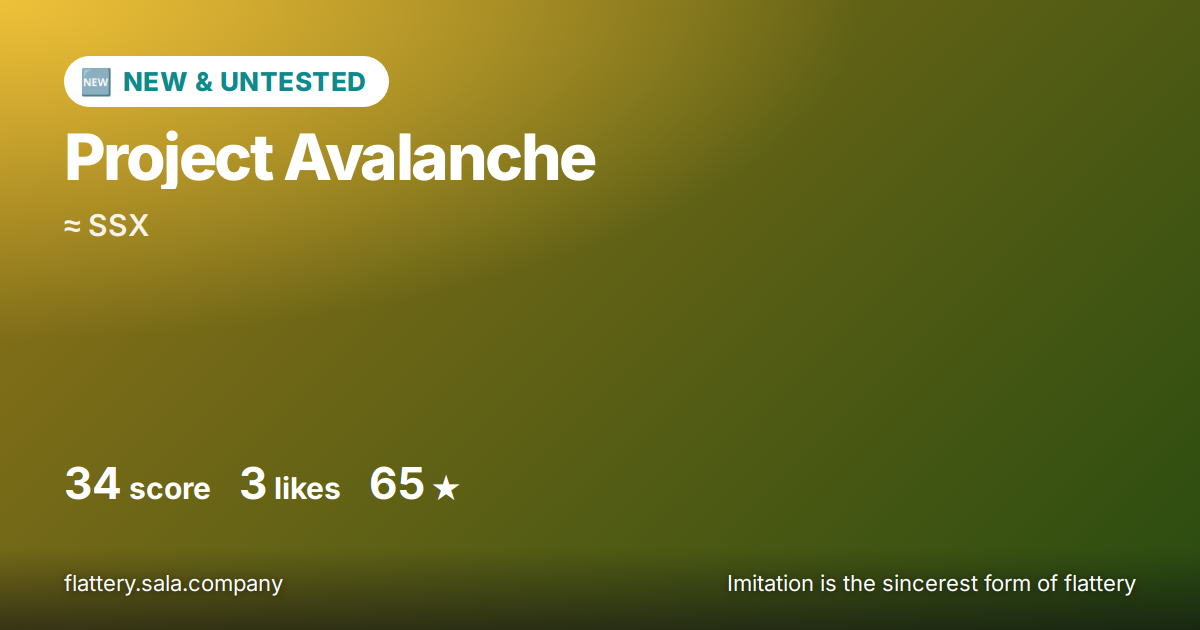 🆕 NEW & UNTESTED
Project Avalanche
≈ SSX
34 score 3 likes 65 ★
flattery.sala.company
Imitation is the sincerest form of flattery